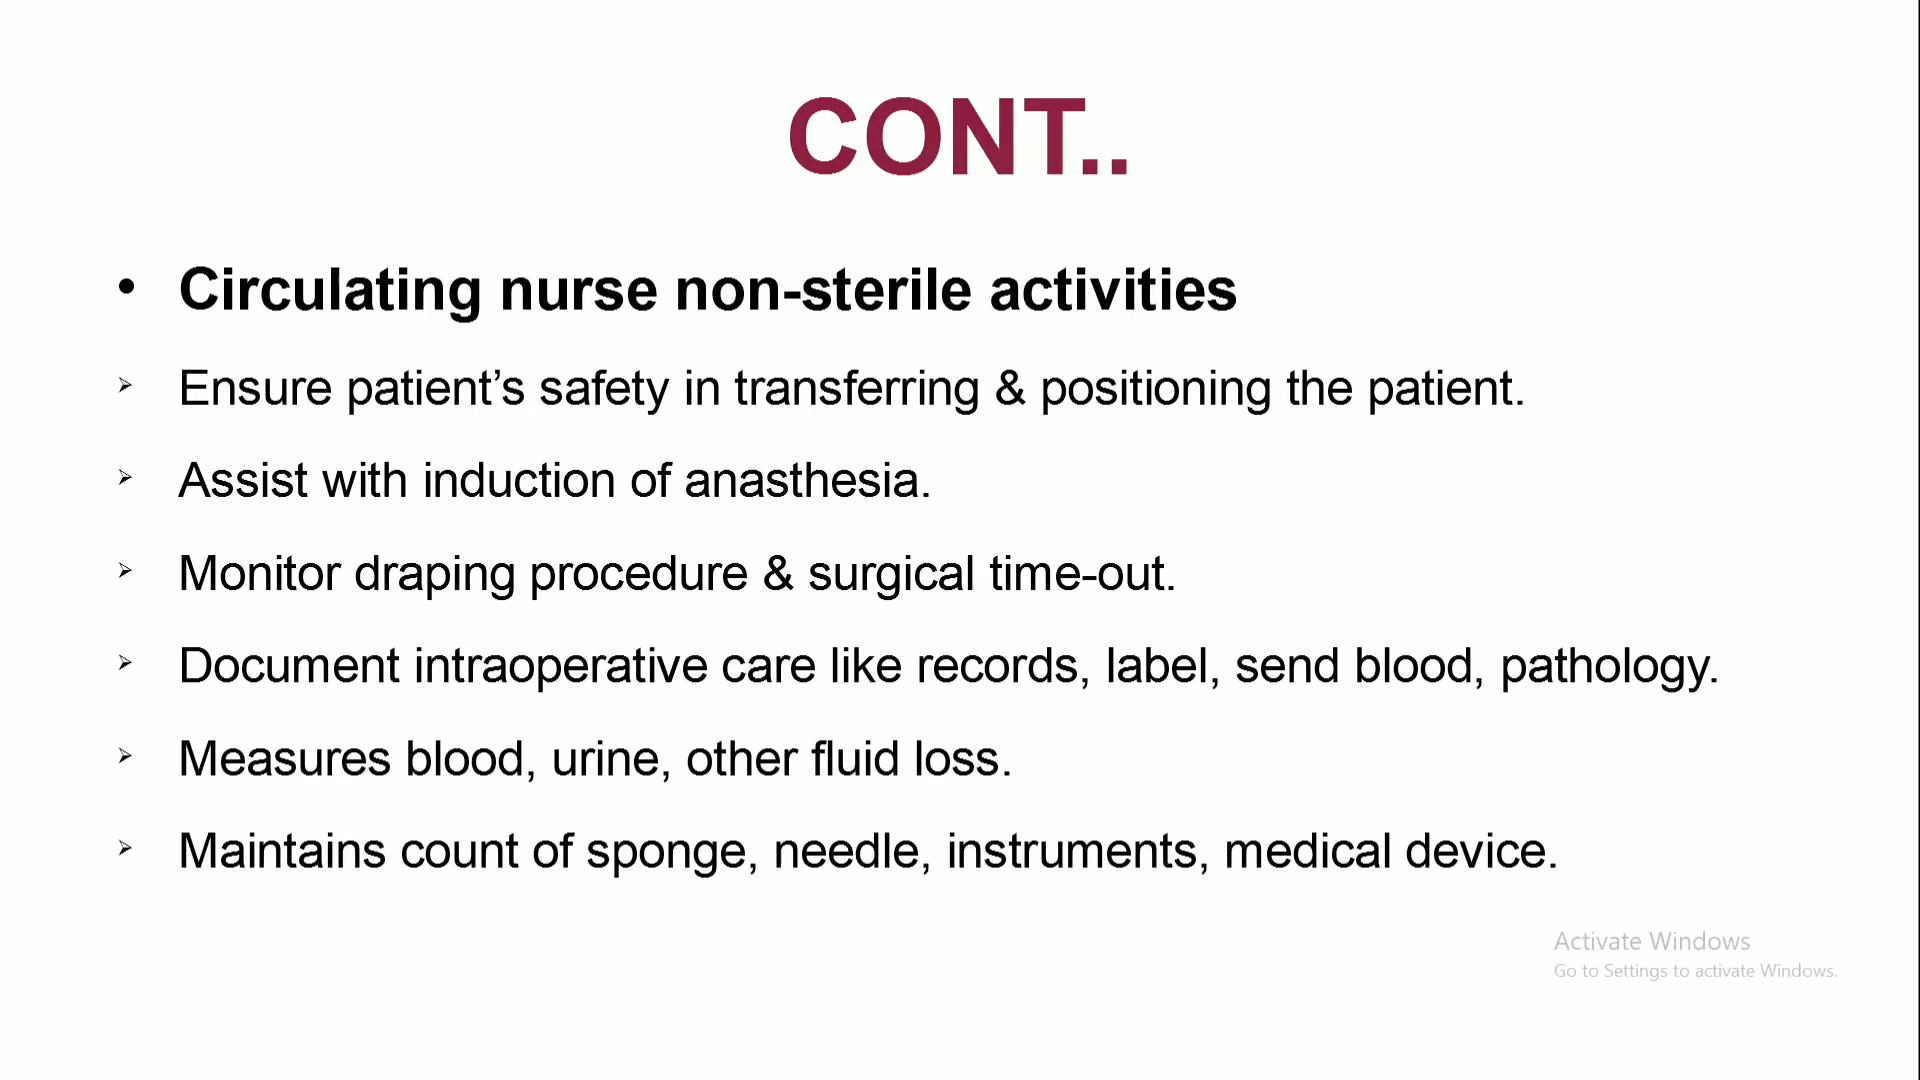 CONT..
• Circulating nurse non-sterile activities
➢ Ensure patient’s safety in transferring & positioning the patient.
➢ Assist with induction of anasthesia.
➢ Monitor draping procedure & surgical time-out.
➢ Document intraoperative care like records, label, send blood, pathology.
➢ Measures blood, urine, other fluid loss.
➢ Maintains count of sponge, needle, instruments, medical device.
Activate Windows
Go to Settings to activate Windows.